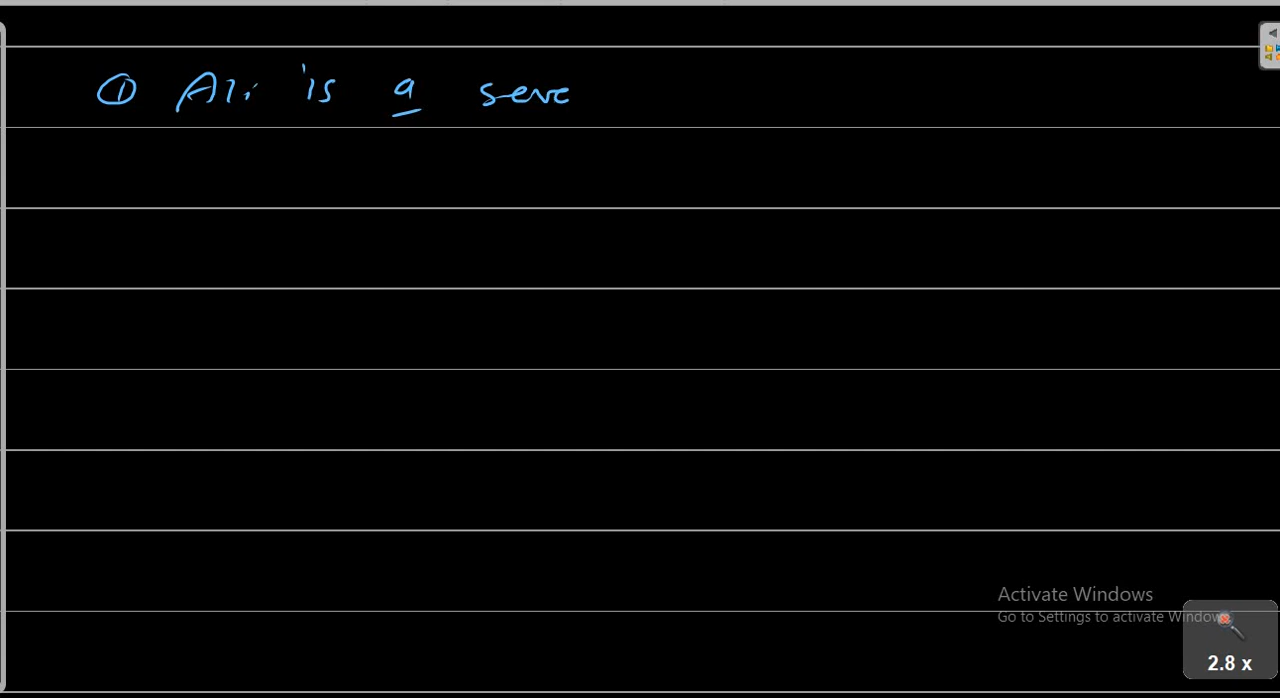 ① Ali is a seve
Activate Windows
Go to Settings to activate Windows
2.8 x